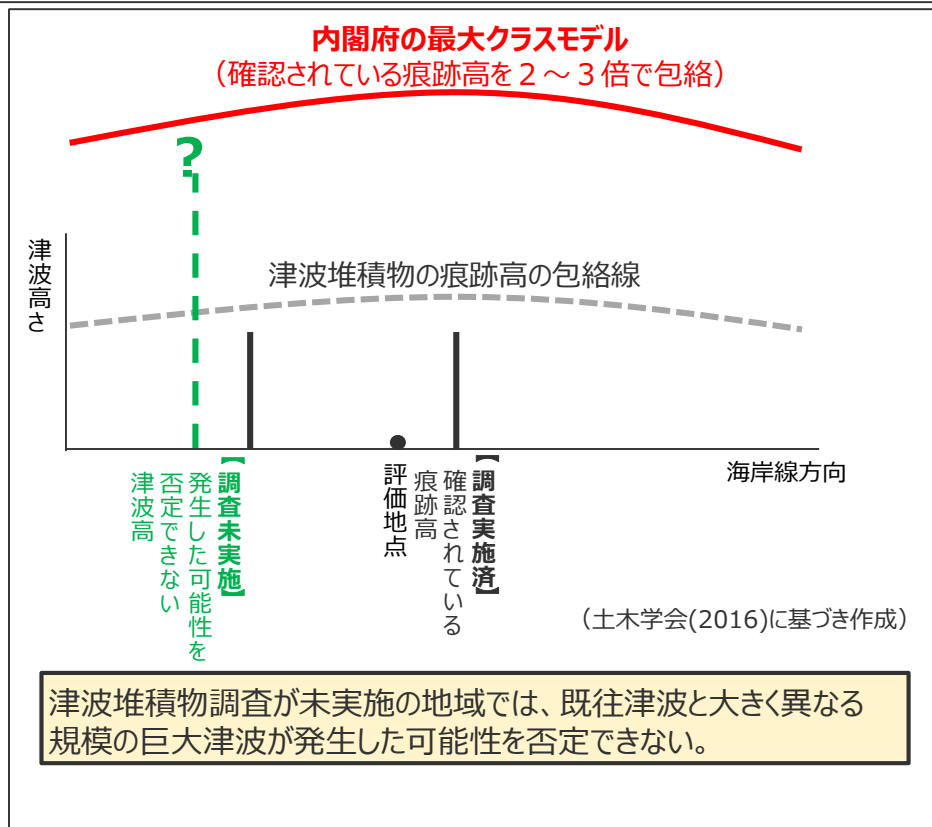 内閣府の最大クラスモデル
（確認されている痕跡高を２～３倍で包絡）
?
津波高さ
津波堆積物の痕跡高の包絡線
海岸線方向
【調査未実施】
発生した可能性を
否定できない
津波高
評価地点
【調査実施済】
確認されている
痕跡高
（土木学会(2016)に基づき作成）
津波堆積物調査が未実施の地域では、既往津波と大きく異なる
規模の巨大津波が発生した可能性を否定できない。